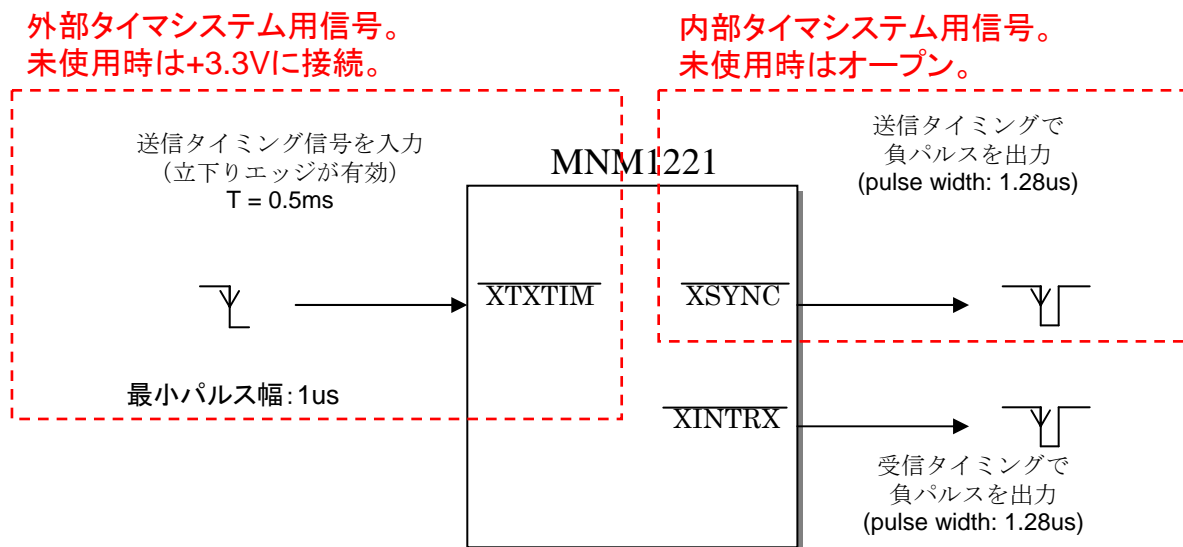 外部タイマシステム用信号。
未使用時は+3.3Vに接続。
内部タイマシステム用信号。
未使用時はオープン。
送信タイミング信号を入力
（立下りエッジが有効）
T = 0.5ms
送信タイミングで
負パルスを出力
(pulse width: 1.28us)
MNM1221
XTXTIM
XSYNC
最小パルス幅：1us
XINTRX
受信タイミングで
負パルスを出力
(pulse width: 1.28us)